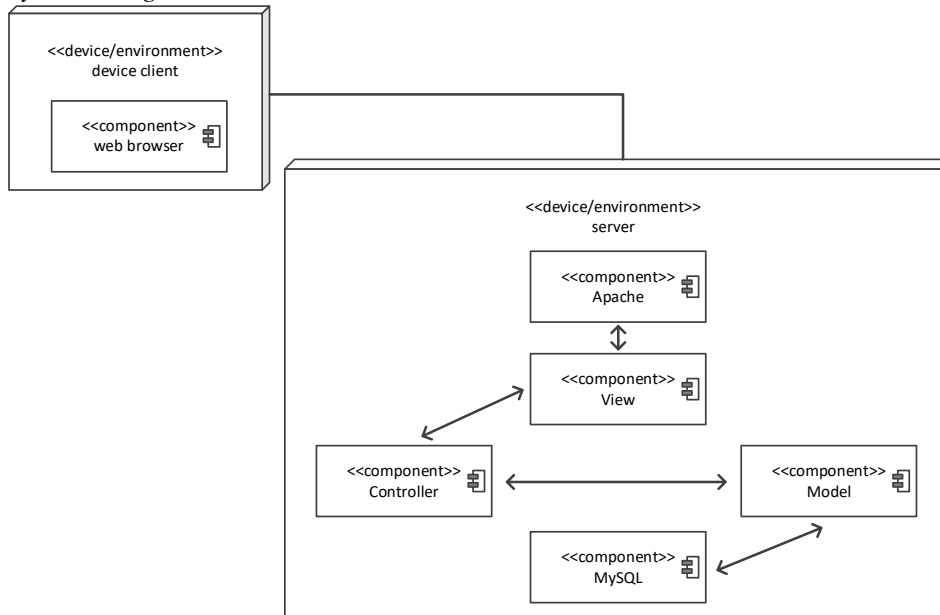 <<device/environment>>
device client
<<component>>
web browser
<<device/environment>>
server
<<component>>
Apache
<<component>>
View
<<component>>
Controller
<<component>>
Model
<<component>>
MySQL